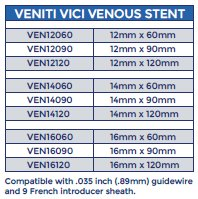 VENITI VICI VENOUS STENT
VEN12060 12mm x 60mm
VEN12090 12mm x 90mm
VEN12120 12mm x 120mm
VEN14060 14mm x 60mm
VEN14090 14mm x 90mm
VEN14120 14mm x 120mm
VEN16060 16mm x 60mm
VEN16090 16mm x 90mm
VEN16120 16mm x 120mm
Compatible with .035 inch (.89mm) guidewire
and 9 French introducer sheath.